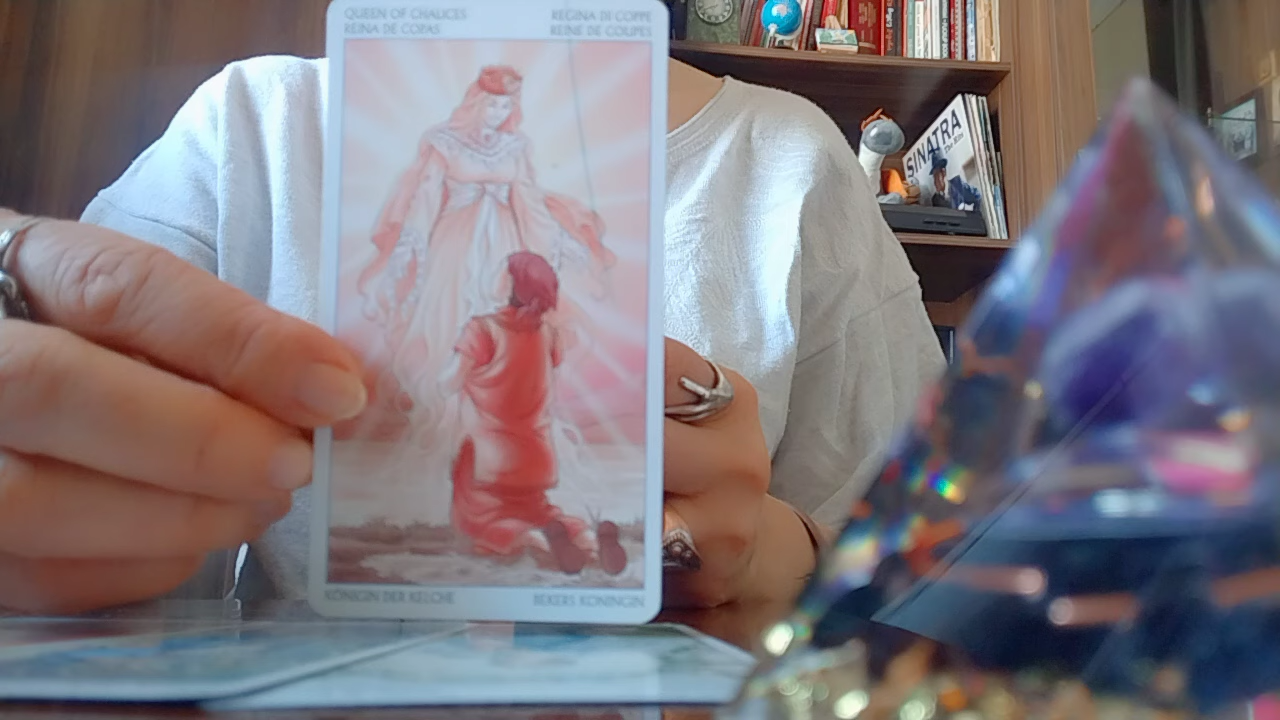 QUEEN OF CHALICES
REINA DE COPAS
REGINA DI COPPE
REINE DE COUPES
KÖNIGIN DER KELCHE
BEKERS KONINGIN
SINATRA